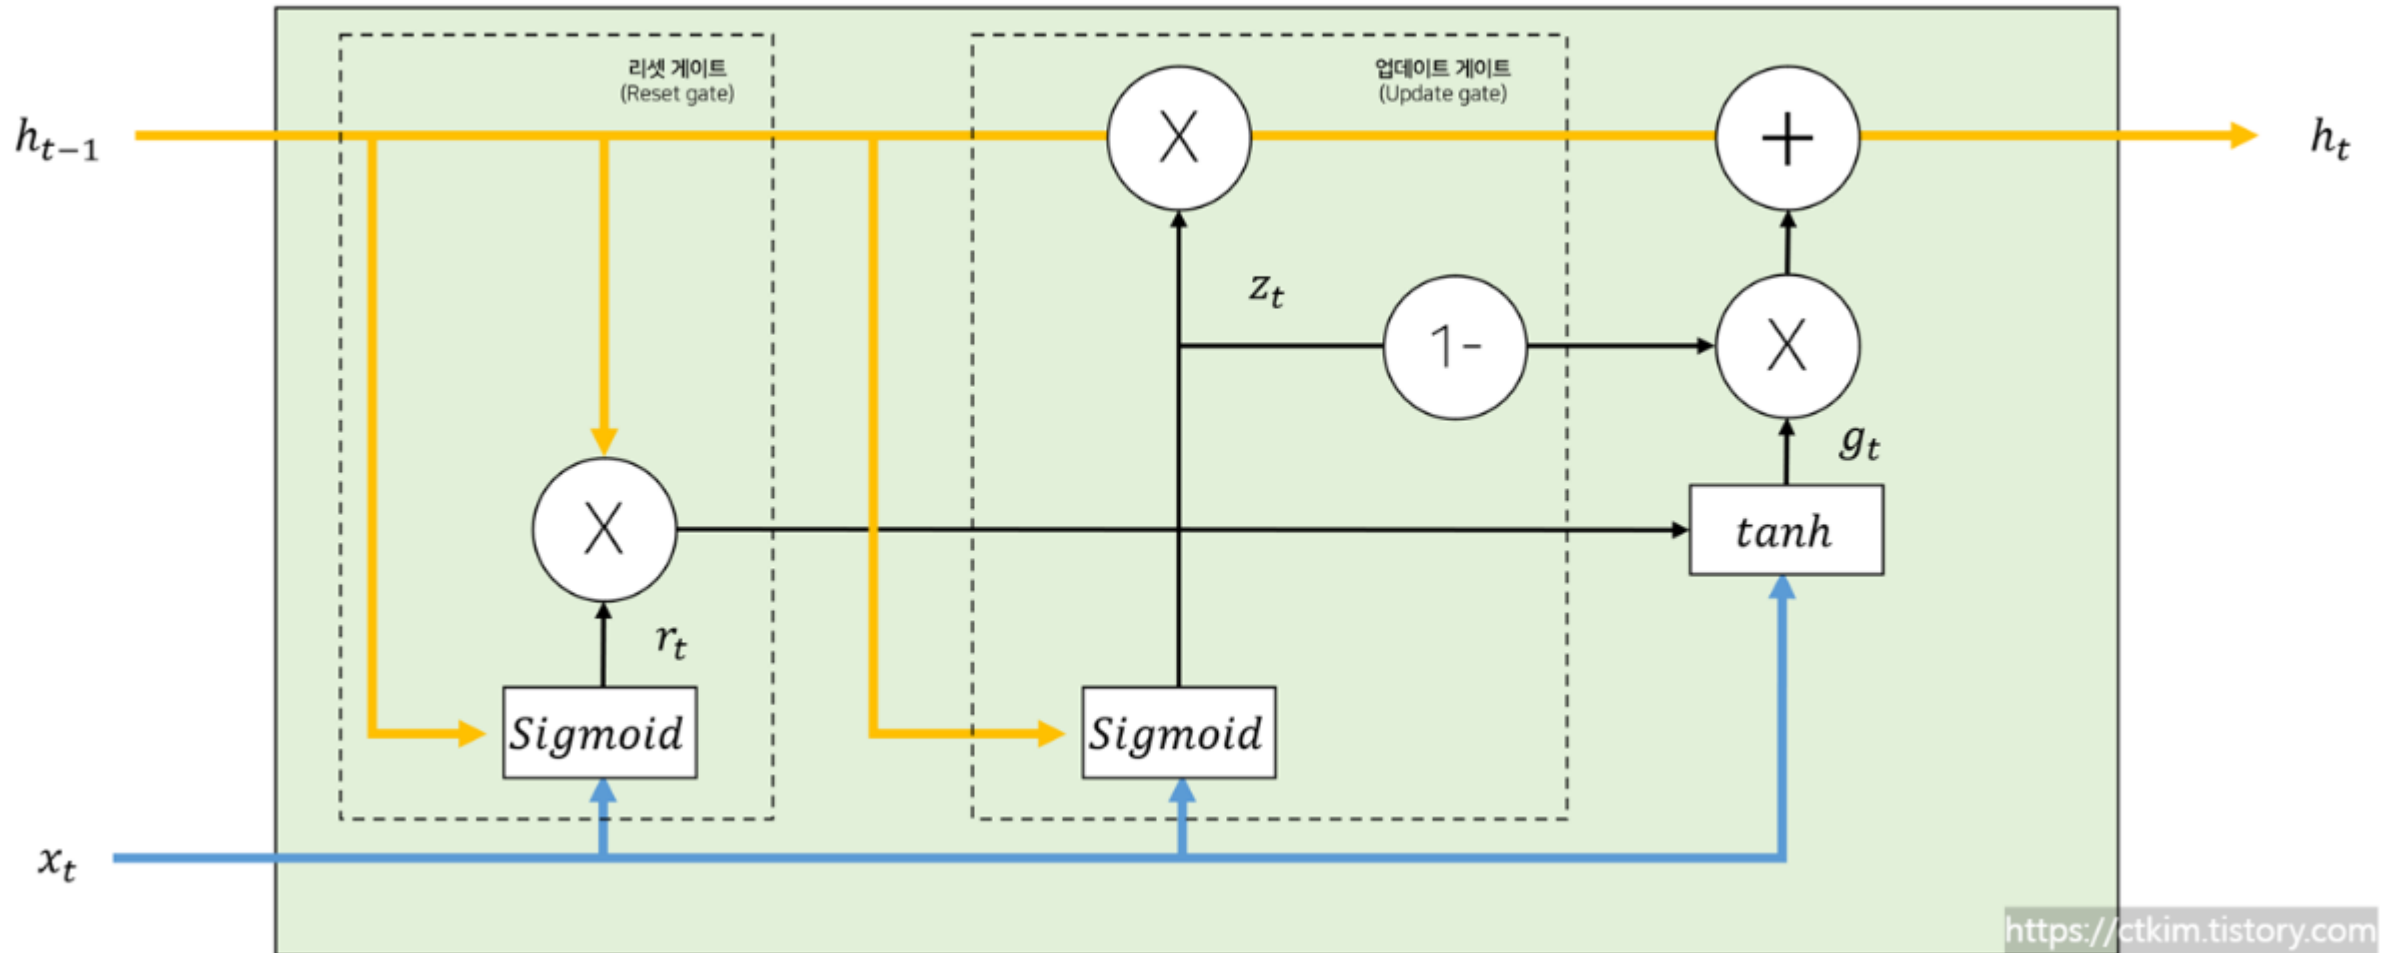 리셋 게이트
(Reset gate)
업데이트 게이트
(Update gate)
h_{t-1}
X
+
h_t
z_t
1-
X
g_t
X
tanh
r_t
Sigmoid
Sigmoid
x_t
https://ctkim.tistory.com